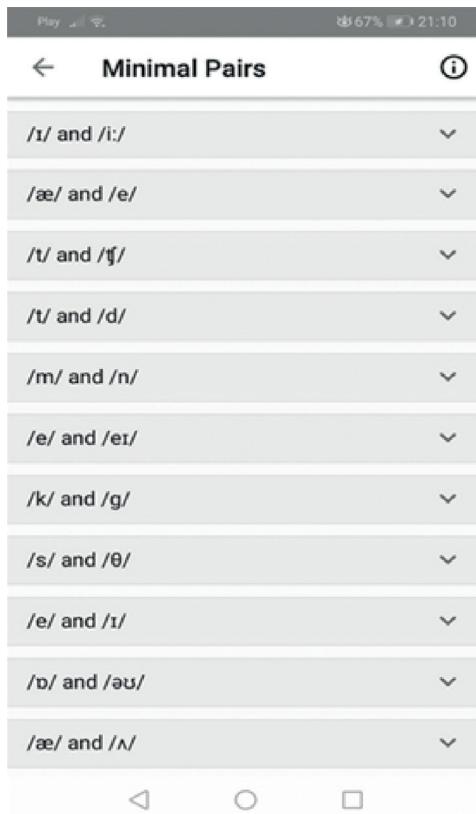 Play 67% 21:10
Minimal Pairs
/ɪ/ and /i:/
/æ/ and /e/
/t/ and /ʧ/
/t/ and /d/
/m/ and /n/
/e/ and /eɪ/
/k/ and /g/
/s/ and /θ/
/e/ and /ɪ/
/ɒ/ and /əʊ/
/æ/ and /ʌ/